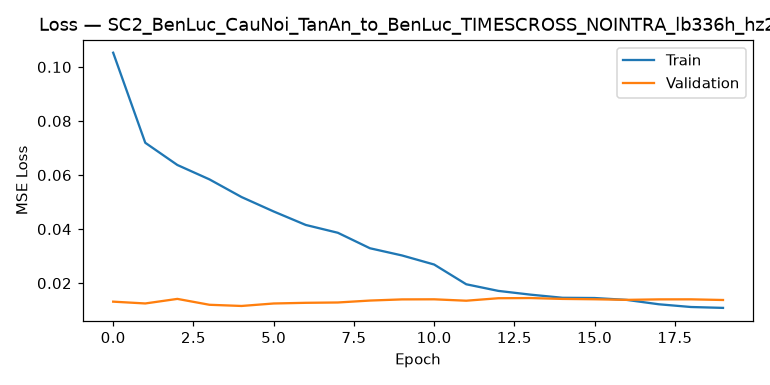 Loss — SC2_BenLuc_CauNoi_TanAn_to_BenLuc_TIMESCROSS_NOINTRA_lb336h_hz2
Train
Validation
0.10
0.08
0.06
0.04
0.02
MSE Loss
0.0 2.5 5.0 7.5 10.0 12.5 15.0 17.5
Epoch